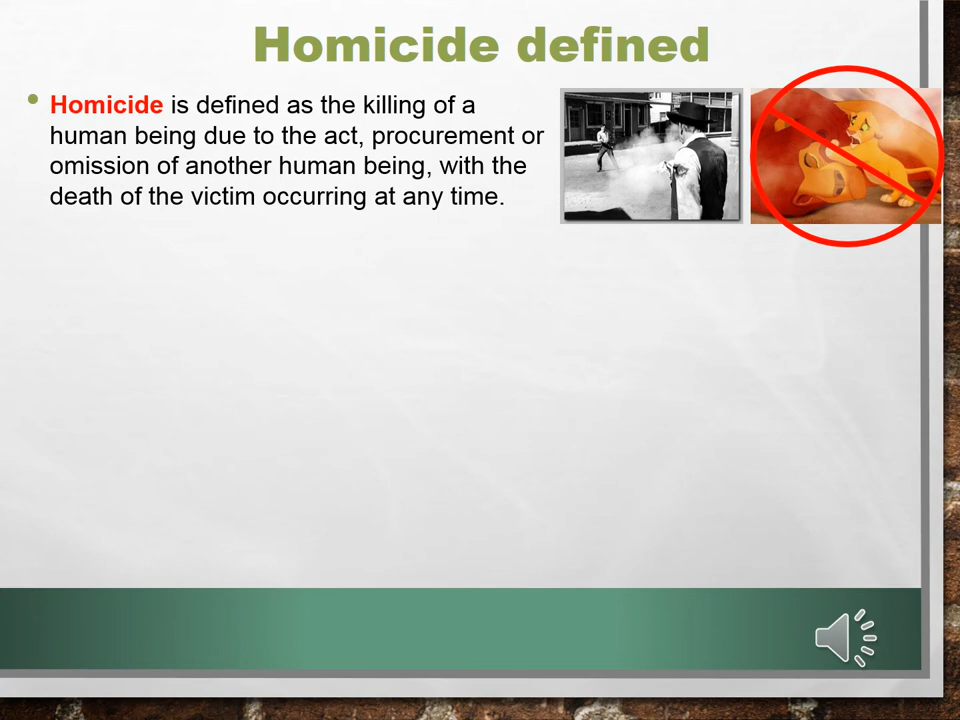 Homicide defined
Homicide is defined as the killing of a
human being due to the act, procurement or
omission of another human being, with the
death of the victim occurring at any time.